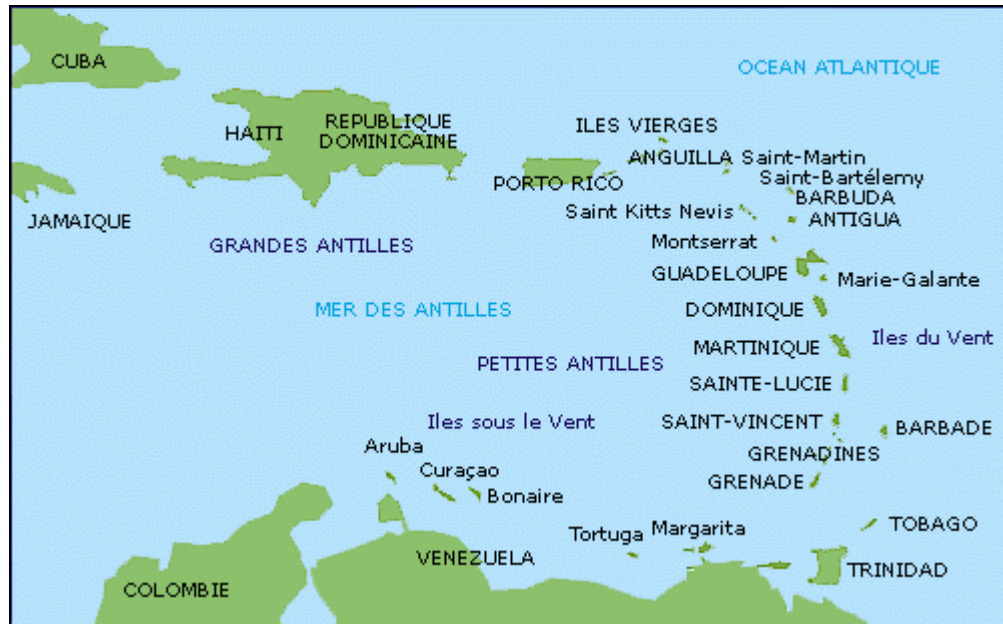 CUBA
OCEAN ATLANTIQUE
HAITI
REPUBLIQUE
DOMINICAINE
ILES VIERGES
ANGUILLA
Saint-Martin
PORTO RICO
Saint-Bartélemy
BARBUDA
JAMAIQUE
Saint Kitts Nevis
ANTIGUA
GRANDES ANTILLES
Montserrat
GUADELOUPE
Marie-Galante
MER DES ANTILLES
DOMINIQUE
MARTINIQUE
Iles du Vent
PETITES ANTILLES
SAINTE-LUCIE
Iles sous le Vent
SAINT-VINCENT
BARBADE
Aruba
GRENADINES
Curaçao
GRENADE
Bonaire
TOBAGO
Tortuga
Margarita
VENEZUELA
TRINIDAD
COLOMBIE